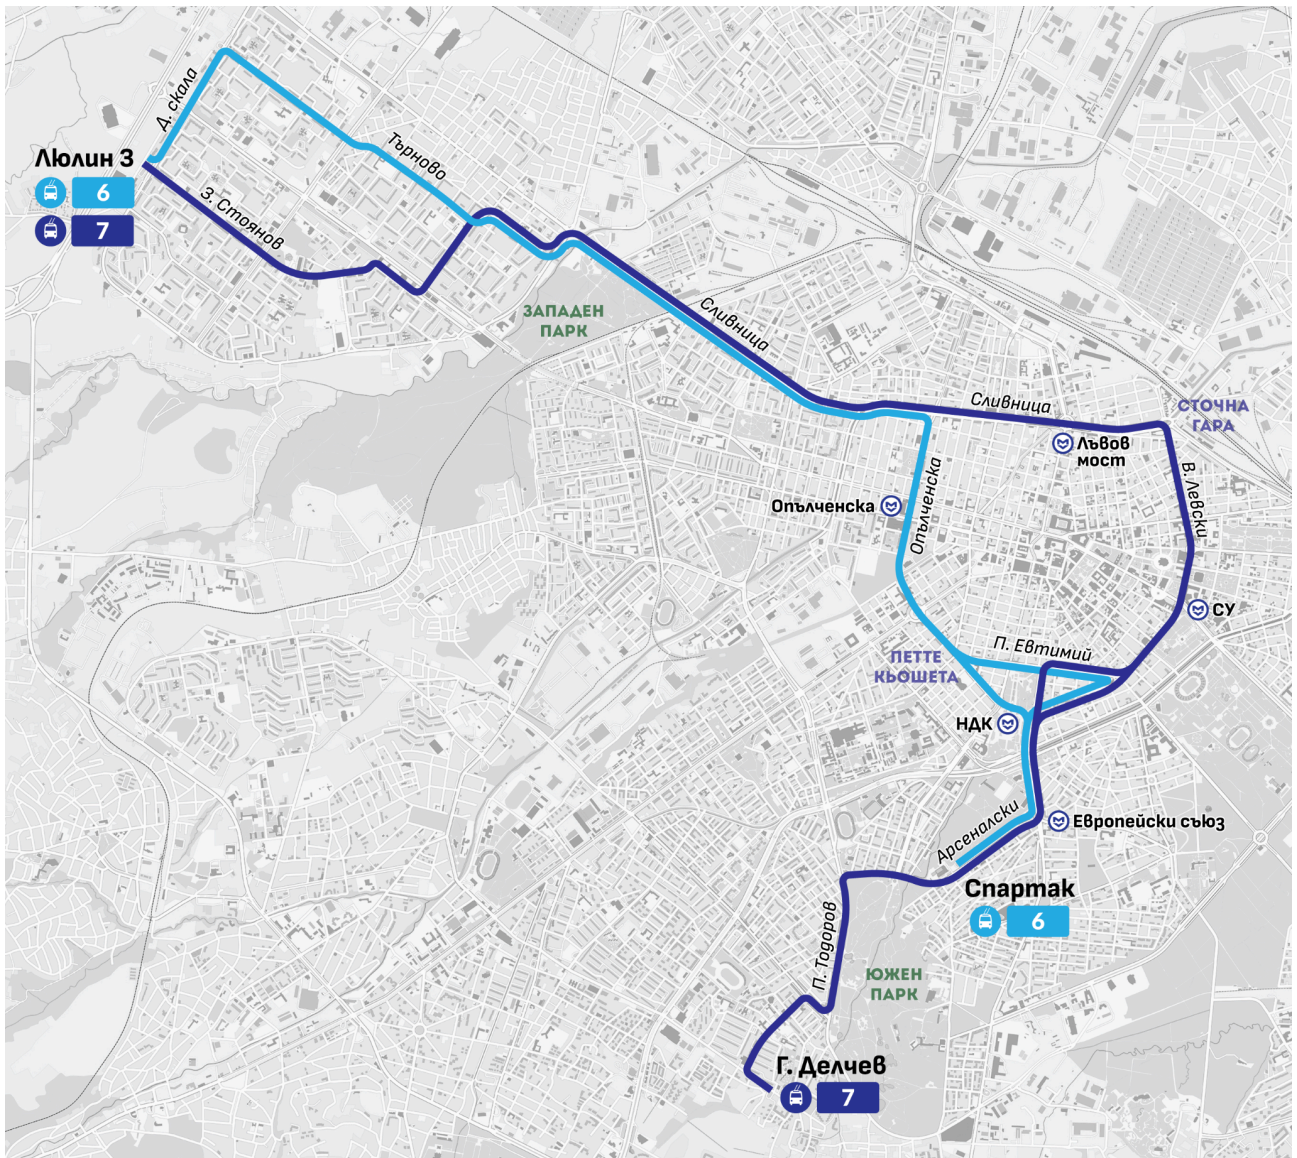 Д. скала
Люлин 3
6
7
Търново
З. Стоянов
ЗАПАДЕН
ПАРК
Сливница
Сливница
СТОЧНА
ГАРА
Лъвов
мост
В. Левски
Опълченска
Опълченска
СУ
П. Евтимий
ПЕТТЕ
КЬОШЕТА
НДК
Арсеналски
Европейски съюз
Спартак
6
П. Тодоров
ЮЖЕН
ПАРК
Г. Делчев
7